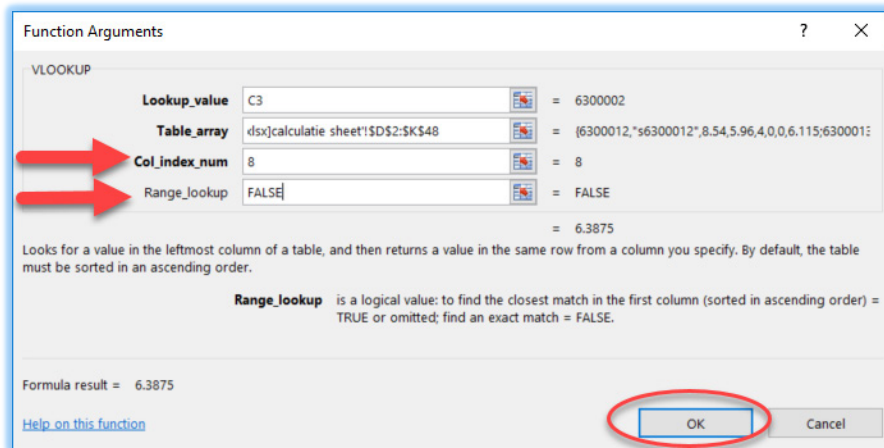 Function Arguments ? ×
VLOOKUP
Lookup_value C3 = 6300002
Table_array dsx]calculatie sheet'!$D$2:$K$48 = {6300012,"s6300012",8.54,5.96,4,0,0,6.115;6300013
Col_index_num 8 = 8
Range_lookup FALSE = FALSE
= 6.3875
Looks for a value in the leftmost column of a table, and then returns a value in the same row from a column you specify. By default, the table
must be sorted in an ascending order.
Range_lookup is a logical value: to find the closest match in the first column (sorted in ascending order) =
TRUE or omitted; find an exact match = FALSE.
Formula result = 6.3875
Help on this function OK Cancel